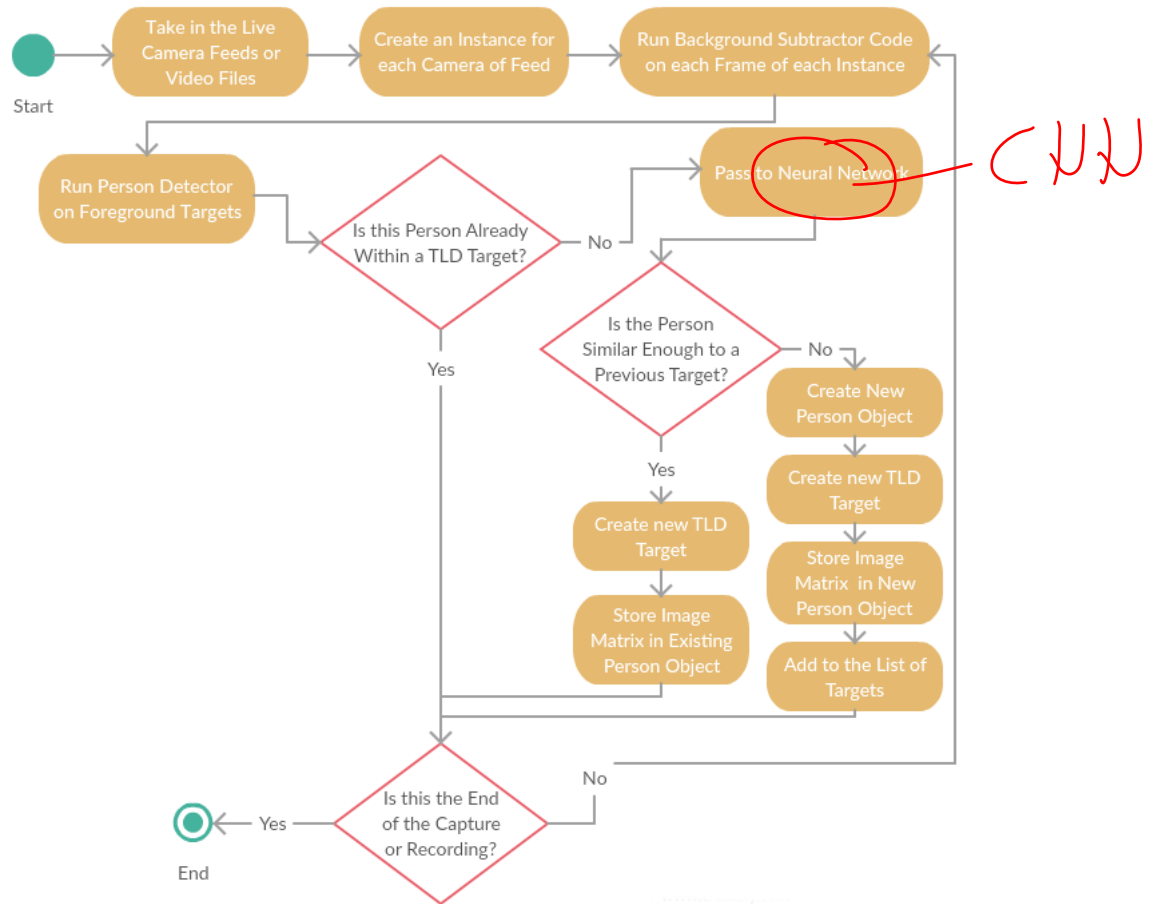 Take in the Live
Camera Feeds or
Video Files
Create an Instance for
each Camera of Feed
Run Background Subtractor Code
on each Frame of each Instance
Start
CNN
Pass to Neural Network
Run Person Detector
on Foreground Targets
Is this Person Already
Within a TLD Target?
No
Is the Person
Similar Enough to a
Previous Target?
No
Yes
Create New
Person Object
Yes
Create new TLD
Target
Create new TLD
Target
Store Image
Matrix in New
Person Object
Store Image
Matrix in Existing
Person Object
Add to the List of
Targets
No
Is this the End
of the Capture
or Recording?
Yes
End